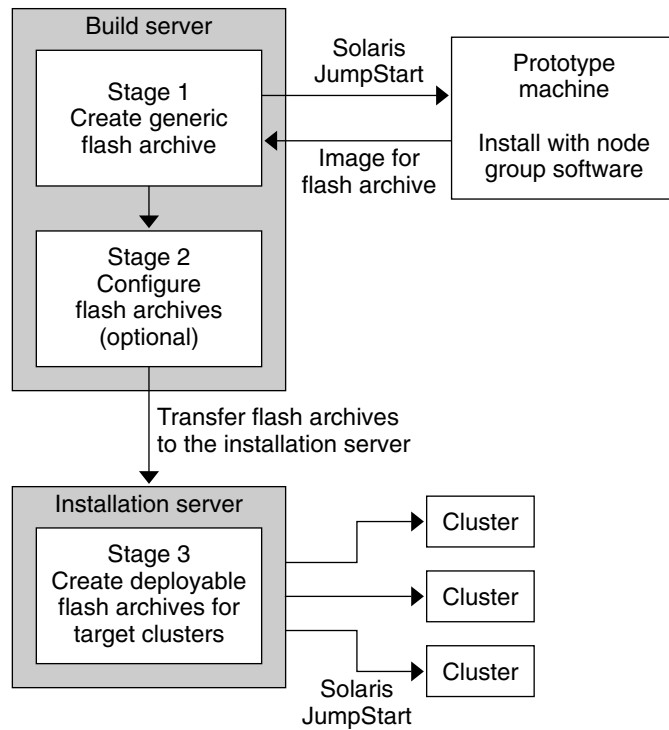 Build server
Stage 1
Create generic
flash archive
Solaris
JumpStart
Image for
flash archive
Prototype
machine
Install with node
group software
Stage 2
Configure
flash archives
(optional)
Transfer flash archives
to the installation server
Installation server
Stage 3
Create deployable
flash archives for
target clusters
Cluster
Cluster
Cluster
Solaris
JumpStart